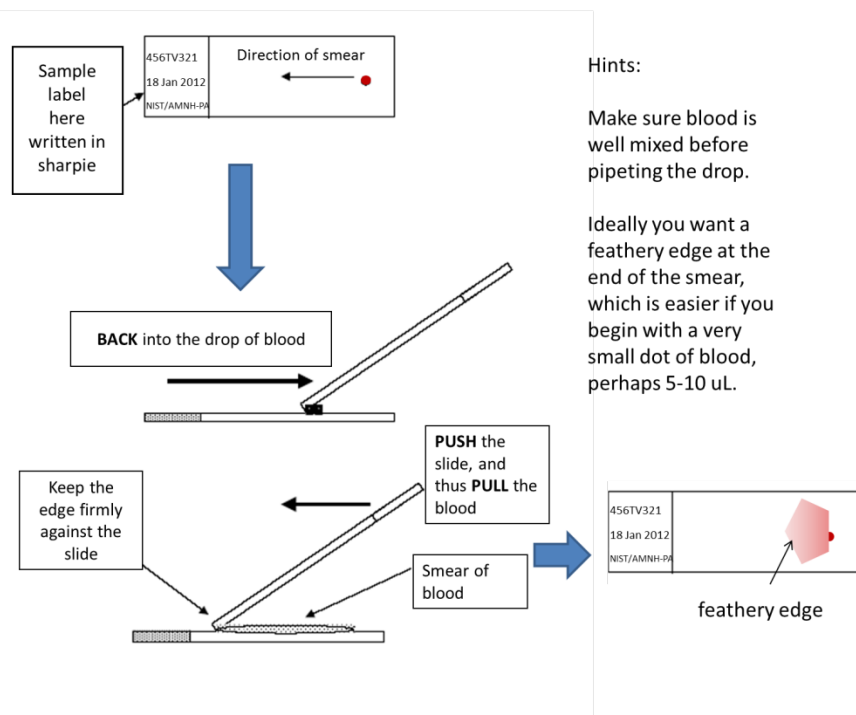 Sample
label
here
written in
sharpie
456TV321
18 Jan 2012
NIST/AMNH-PA
Direction of smear
Hints:
Make sure blood is
well mixed before
pipeting the drop.
Ideally you want a
feathery edge at the
end of the smear,
which is easier if you
begin with a very
small dot of blood,
perhaps 5-10 uL.
BACK into the drop of blood
Keep the
edge firmly
against the
slide
PUSH the
slide, and
thus PULL the
blood
Smear of
blood
456TV321
18 Jan 2012
NIST/AMNH-PA
feathery edge